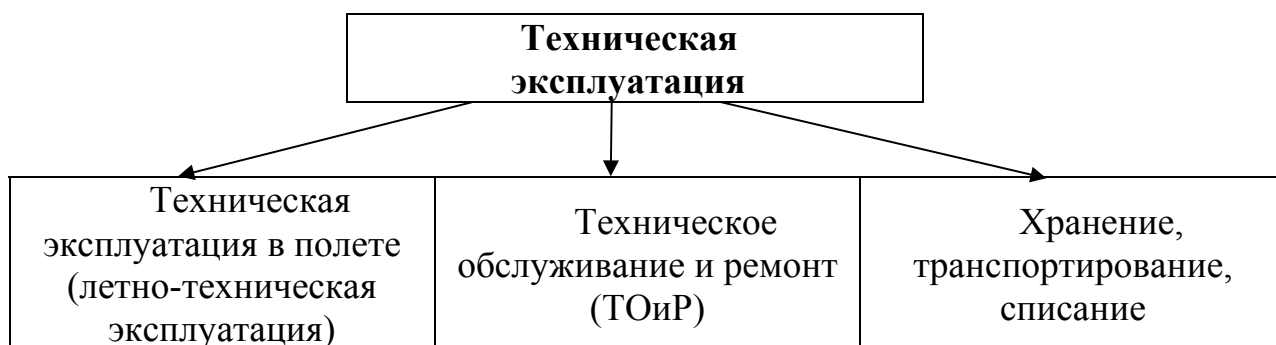 Техническая
эксплуатация
Техническая
эксплуатация в полете
(летно-техническая
эксплуатация)
Техническое
обслуживание и ремонт
(ТОиР)
Хранение,
транспортирование,
списание